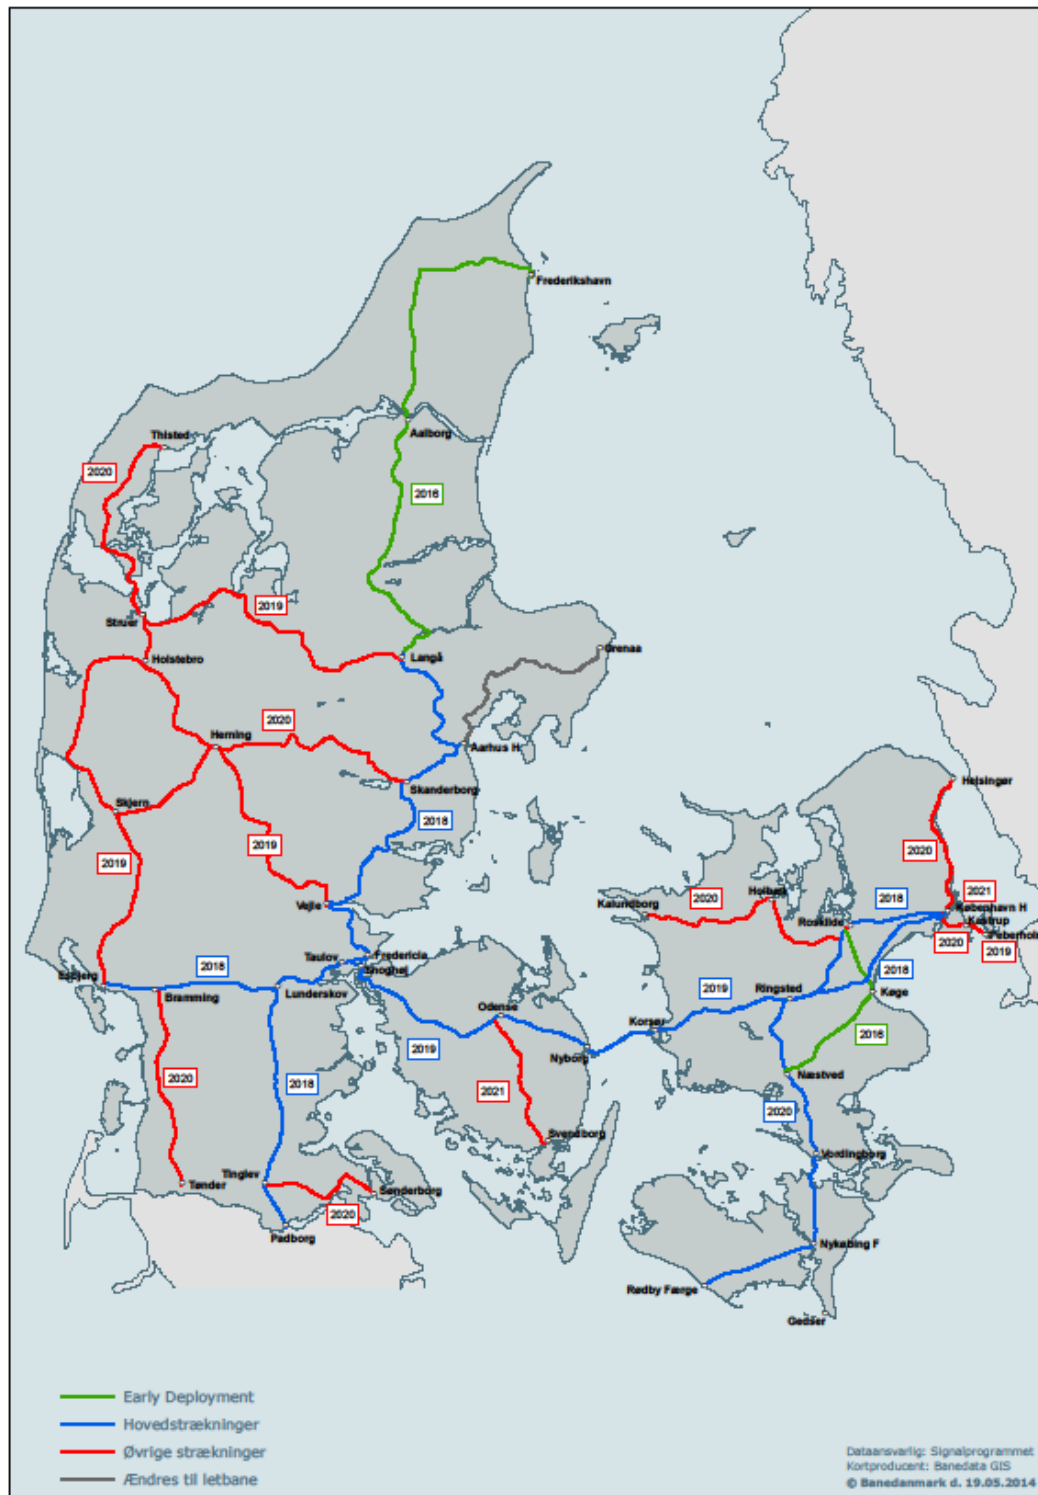 Frederikshavn
Aalborg
Thisted
2020
2016
2019
Struer
Holstebro
Langå
Grenaa
2020
Herning
Aarhus H
Skanderborg
Skjern
2018
2019
2019
Vejle
Helsingør
2020
2021
København H
Kastrup
Peberholm
2020
2019
2018
Roskilde
Holbæk
2020
Kalundborg
2018
Køge
Ringsted
2019
Korsør
2016
Næstved
Fredericia
Taulov
Snoghøj
Esbjerg
2018
Lunderskov
Bramming
Odense
2019
Nyborg
2020
2018
2021
Svendborg
2020
Vordingborg
Tinglev
Tønder
Sønderborg
2020
Padborg
Nykøbing F
Rødby Færge
Gedser
Early Deployment
Hovedstrækninger
Øvrige strækninger
Ændres til letbane
Dataansvarlig: Signalprogrammet
Kortproducent: Banedata GIS
© Banedanmark d. 19.05.2014